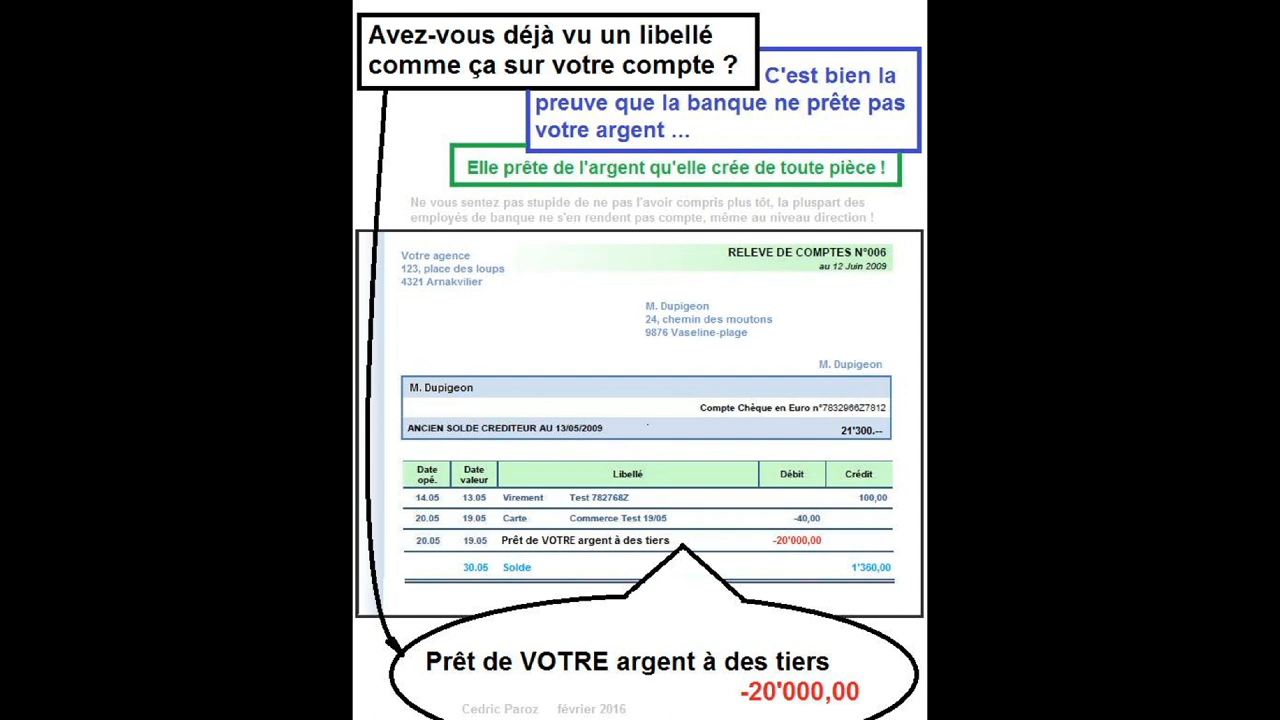 Avez-vous déjà vu un libellé
comme ça sur votre compte ?
C'est bien la
preuve que la banque ne prête pas
votre argent ...
Elle prête de l'argent qu'elle crée de toute pièce !
Ne vous sentez pas stupide de ne pas l'avoir compris plus tôt, la pluspart des
employés de banque ne s'en rendent pas compte, même au niveau direction !
Votre agence
123, place des loups
4321 Arnakvilier
RELEVE DE COMPTES N°006
au 12 Juin 2009
M. Dupigeon
24, chemin des moutons
9876 Vaseline-plage
M. Dupigeon
M. Dupigeon
Compte Chèque en Euro n°7832966Z7812
ANCIEN SOLDE CREDITEUR AU 13/05/2009 21'300.--
Date opé. Date valeur Libellé Débit Crédit
14.05 13.05 Virement Test 782768Z 100,00
20.05 19.05 Carte Commerce Test 19/05 -40,00
20.05 19.05 Prêt de VOTRE argent à des tiers -20'000,00
30.05 Solde 1'360,00
Prêt de VOTRE argent à des tiers
-20'000,00
Cedric Paroz février 2016